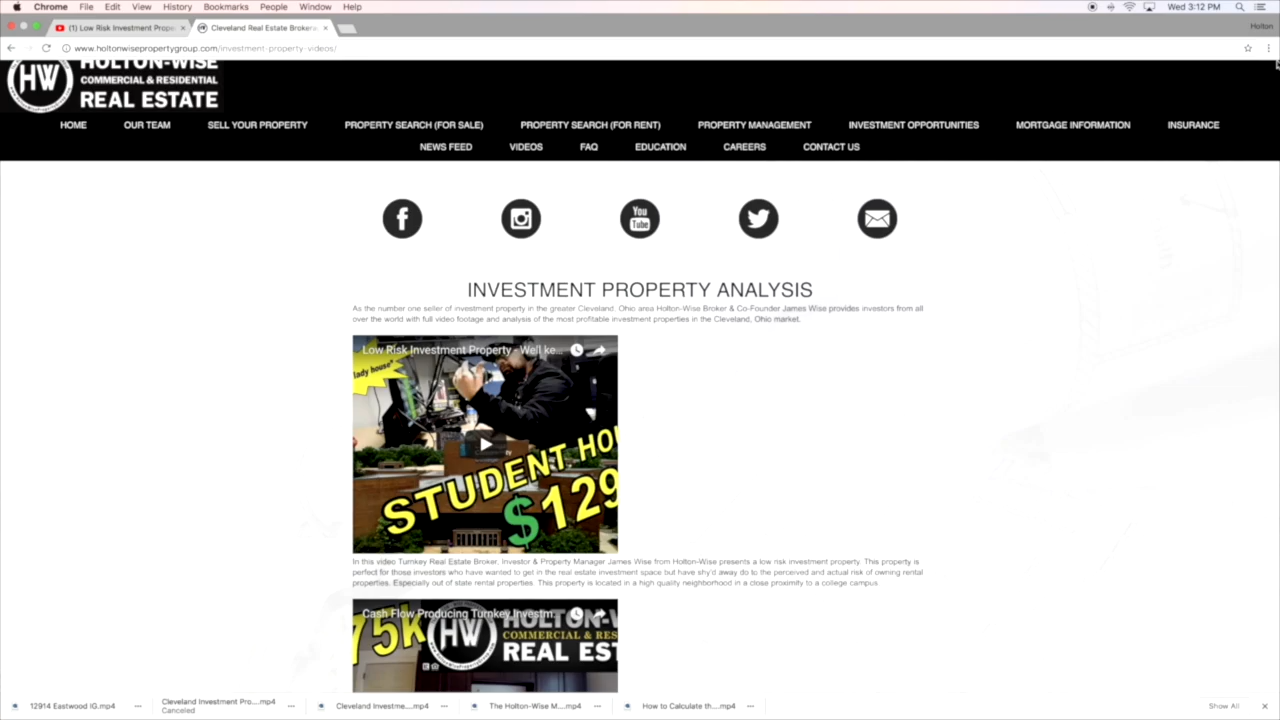 Chrome File Edit View History Bookmarks People Window Help Wed 3:12 PM
(1) Low Risk Investment Prope Cleveland Real Estate Brokers Holton
www.holtonwisepropertygroup.com/investment-property-videos/
HW HOLTON-WISE
COMMERCIAL & RESIDENTIAL
REAL ESTATE
HOME OUR TEAM SELL YOUR PROPERTY PROPERTY SEARCH (FOR SALE) PROPERTY SEARCH (FOR RENT) PROPERTY MANAGEMENT INVESTMENT OPPORTUNITIES MORTGAGE INFORMATION INSURANCE
NEWS FEED VIDEOS FAQ EDUCATION CAREERS CONTACT US
You Tube
INVESTMENT PROPERTY ANALYSIS
As the number one seller of investment property in the greater Cleveland, Ohio area Holton-Wise Broker & Co-Founder James Wise provides investors from all
over the world with full video footage and analysis of the most profitable investment properties in the Cleveland, Ohio market.
Low Risk Investment Property - Well ke...
lady house"
STUDENT HOU
$129
In this video Turnkey Real Estate Broker, Investor & Property Manager James Wise from Holton-Wise presents a low risk investment property. This property is
perfect for those investors who have wanted to get in the real estate investment space but have shy'd away do to the perceived and actual risk of owning rental
properties. Especially out of state rental properties. This property is located in a high quality neighborhood in a close proximity to a college campus
Cash Flow Producing Turnkey Investm...
75k HW HOLTON-W
COMMERCIAL & RES
REAL EST
12914 Eastwood IG.mp4 Cleveland Investment Pro....mp4 Cleveland Investme....mp4 The Holton-Wise M....mp4 How to Calculate th....mp4 Show All
Canceled